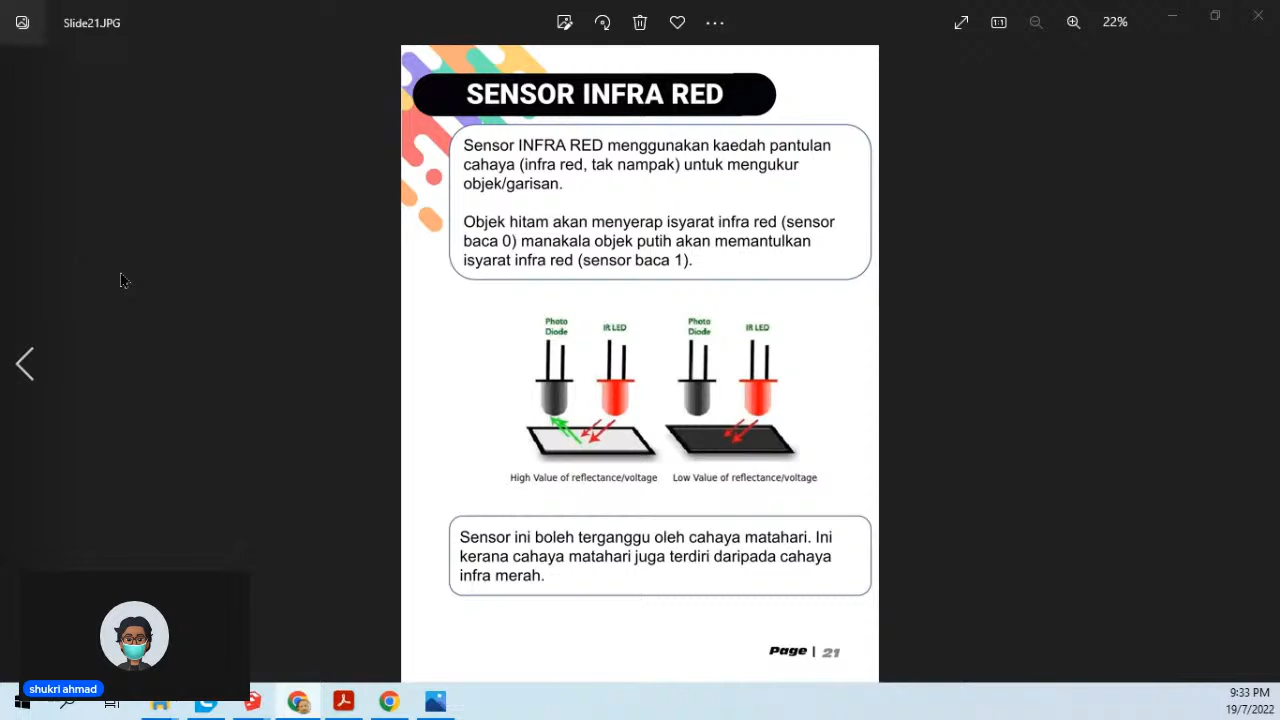 Slide21.JPG
22%
SENSOR INFRA RED
Sensor INFRA RED menggunakan kaedah pantulan
cahaya (infra red, tak nampak) untuk mengukur
objek/garisan.
Objek hitam akan menyerap isyarat infra red (sensor
baca 0) manakala objek putih akan memantulkan
isyarat infra red (sensor baca 1).
Photo
Diode
IR LED
Photo
Diode
IR LED
High Value of reflectance/voltage
Low Value of reflectance/voltage
Sensor ini boleh terganggu oleh cahaya matahari. Ini
kerana cahaya matahari juga terdiri daripada cahaya
infra merah.
Page | 21
shukri ahmad
9:33 PM
19/7/2022